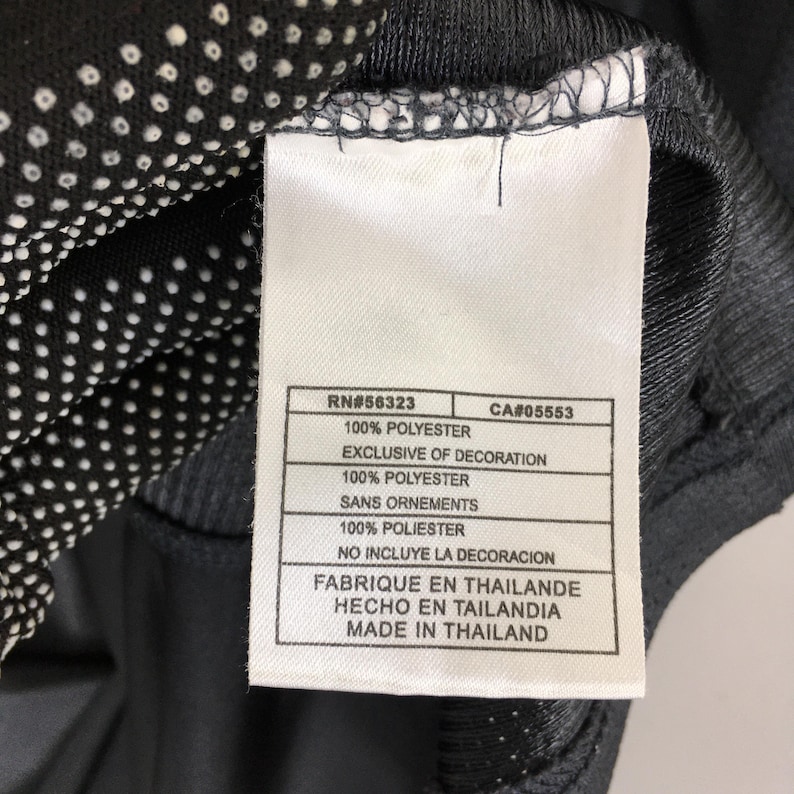 RN#56323 CA#05553
100% POLYESTER
EXCLUSIVE OF DECORATION
100% POLYESTER
SANS ORNEMENTS
100% POLIESTER
NO INCLUYE LA DECORACION
FABRIQUE EN THAILANDE
HECHO EN TAILANDIA
MADE IN THAILAND